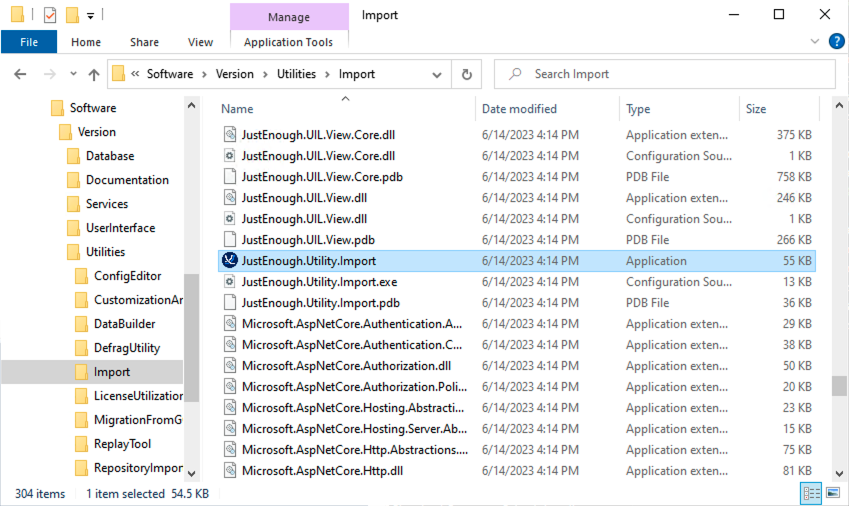 Manage
Import
File
Home
Share
View
Application Tools
?
« Software › Version › Utilities › Import
Search Import
Software
Version
Database
Documentation
Services
UserInterface
Utilities
ConfigEditor
CustomizationAr
DataBuilder
DefragUtility
Import
LicenseUtilization
MigrationFromG
ReplayTool
RepositoryImpor
Name Date modified Type Size
JustEnough.UIL.View.Core.dll 6/14/2023 4:14 PM Application exten... 375 KB
JustEnough.UIL.View.Core.dll 6/14/2023 4:14 PM Configuration Sou... 1 KB
JustEnough.UIL.View.Core.pdb 6/14/2023 4:14 PM PDB File 758 KB
JustEnough.UIL.View.dll 6/14/2023 4:14 PM Application exten... 246 KB
JustEnough.UIL.View.dll 6/14/2023 4:14 PM Configuration Sou... 1 KB
JustEnough.UIL.View.pdb 6/14/2023 4:14 PM PDB File 266 KB
JustEnough.Utility.Import 6/14/2023 4:14 PM Application 55 KB
JustEnough.Utility.Import.exe 6/14/2023 4:14 PM Configuration Sou... 13 KB
JustEnough.Utility.Import.pdb 6/14/2023 4:14 PM PDB File 36 KB
Microsoft.AspNetCore.Authentication.A... 6/14/2023 4:14 PM Application exten... 29 KB
Microsoft.AspNetCore.Authentication.C... 6/14/2023 4:14 PM Application exten... 38 KB
Microsoft.AspNetCore.Authorization.dll 6/14/2023 4:14 PM Application exten... 50 KB
Microsoft.AspNetCore.Authorization.Poli... 6/14/2023 4:14 PM Application exten... 20 KB
Microsoft.AspNetCore.Hosting.Abstracti... 6/14/2023 4:14 PM Application exten... 23 KB
Microsoft.AspNetCore.Hosting.Server.Ab... 6/14/2023 4:14 PM Application exten... 15 KB
Microsoft.AspNetCore.Http.Abstractions.... 6/14/2023 4:14 PM Application exten... 75 KB
Microsoft.AspNetCore.Http.dll 6/14/2023 4:14 PM Application exten... 81 KB
304 items 1 item selected 54.5 KB